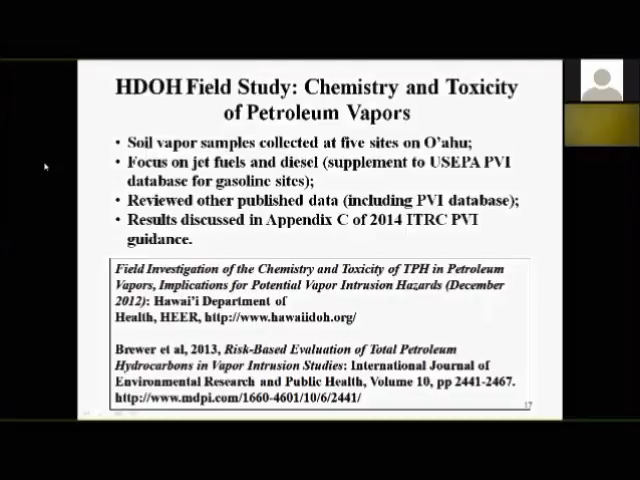 HDOH Field Study: Chemistry and Toxicity
of Petroleum Vapors
• Soil vapor samples collected at five sites on O'ahu;
• Focus on jet fuels and diesel (supplement to USEPA PVI
database for gasoline sites);
• Reviewed other published data (including PVI database);
• Results discussed in Appendix C of 2014 ITRC PVI
guidance.
Field Investigation of the Chemistry and Toxicity of TPH in Petroleum
Vapors, Implications for Potential Vapor Intrusion Hazards (December
2012): Hawai'i Department of
Health, HEER, http://www.hawaiidoh.org/
Brewer et al, 2013, Risk-Based Evaluation of Total Petroleum
Hydrocarbons in Vapor Intrusion Studies: International Journal of
Environmental Research and Public Health, Volume 10, pp 2441-2467.
http://www.mdpi.com/1660-4601/10/6/2441/
17